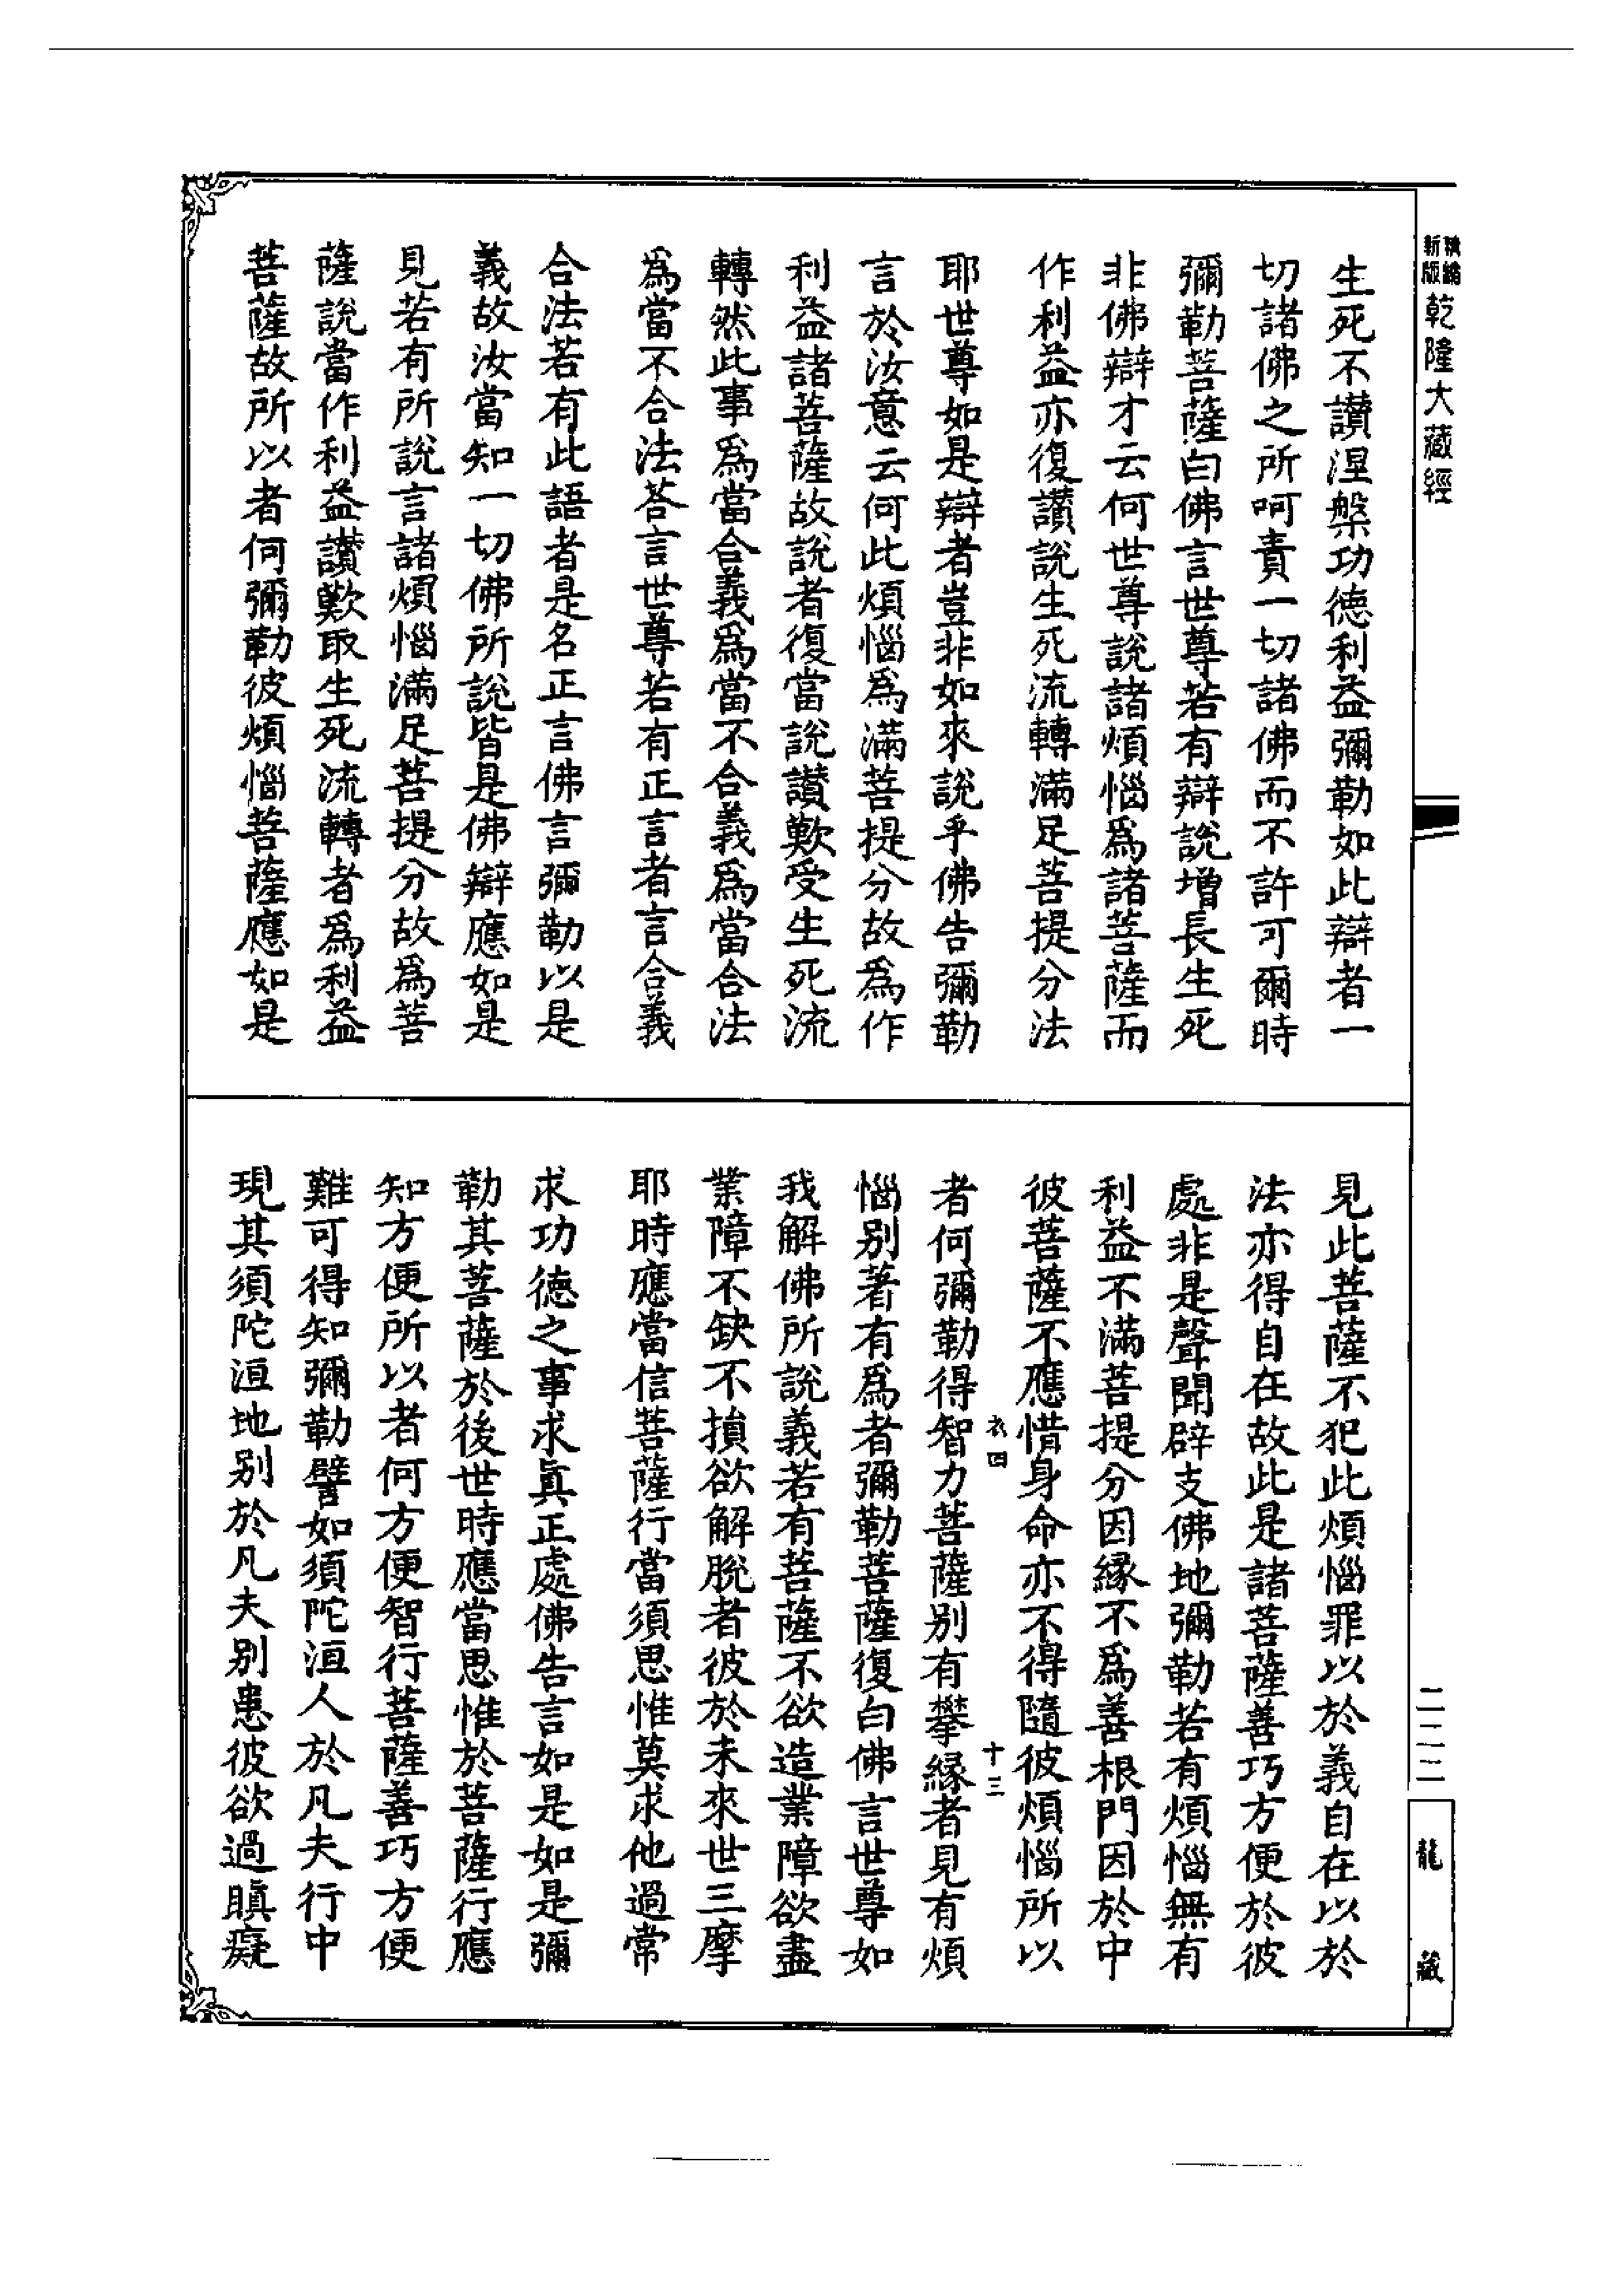 新版
精縮
乾隆大藏經
二二二
龍藏
生死不讚涅槃功德利益彌勒如此辯者一
切諸佛之所呵責一切諸佛而不許可爾時
彌勒菩薩白佛言世尊若有辯說增長生死
非佛辯才云何世尊說諸煩惱為諸菩薩而
作利益亦復讚說生死流轉滿足菩提分法
耶世尊如是辯者豈非如來說乎佛告彌勒
言於汝意云何此煩惱為滿菩提分故為作
利益諸菩薩故說者復當說讚歎受生死流
轉然此事為當合義為當不合義為當合法
為當不合法荅言世尊若有正言者言合義
合法若有此語者是名正言佛言彌勒以是
義故汝當知一切佛所說皆是佛辯應如是
見若有所說言諸煩惱滿足菩提分故為菩
薩說當作利益讚歎取生死流轉者為利益
菩薩故所以者何彌勒彼煩惱菩薩應如是
見此菩薩不犯此煩惱罪以於義自在以於
法亦得自在故此是諸菩薩善巧方便於彼
處非是聲聞辟支佛地彌勒若有煩惱無有
利益不滿菩提分因緣不為善根門因於中
彼菩薩不應惜身命亦不得隨彼煩惱所以
衣四 十三
者何彌勒得智力菩薩別有攀緣者見有煩
惱別著有為者彌勒菩薩復白佛言世尊如
我解佛所說義若有菩薩不欲造業障欲盡
業障不缺不損欲解脫者彼於未來世三摩
耶時應當信菩薩行當須思惟莫求他過常
求功德之事求真正處佛告言如是如是彌
勒其菩薩於後世時應當思惟於菩薩行應
知方便所以者何方便智行菩薩善巧方便
難可得知彌勒譬如須陀洹人於凡夫行中
現其須陀洹地別於凡夫別患彼欲過瞋癡